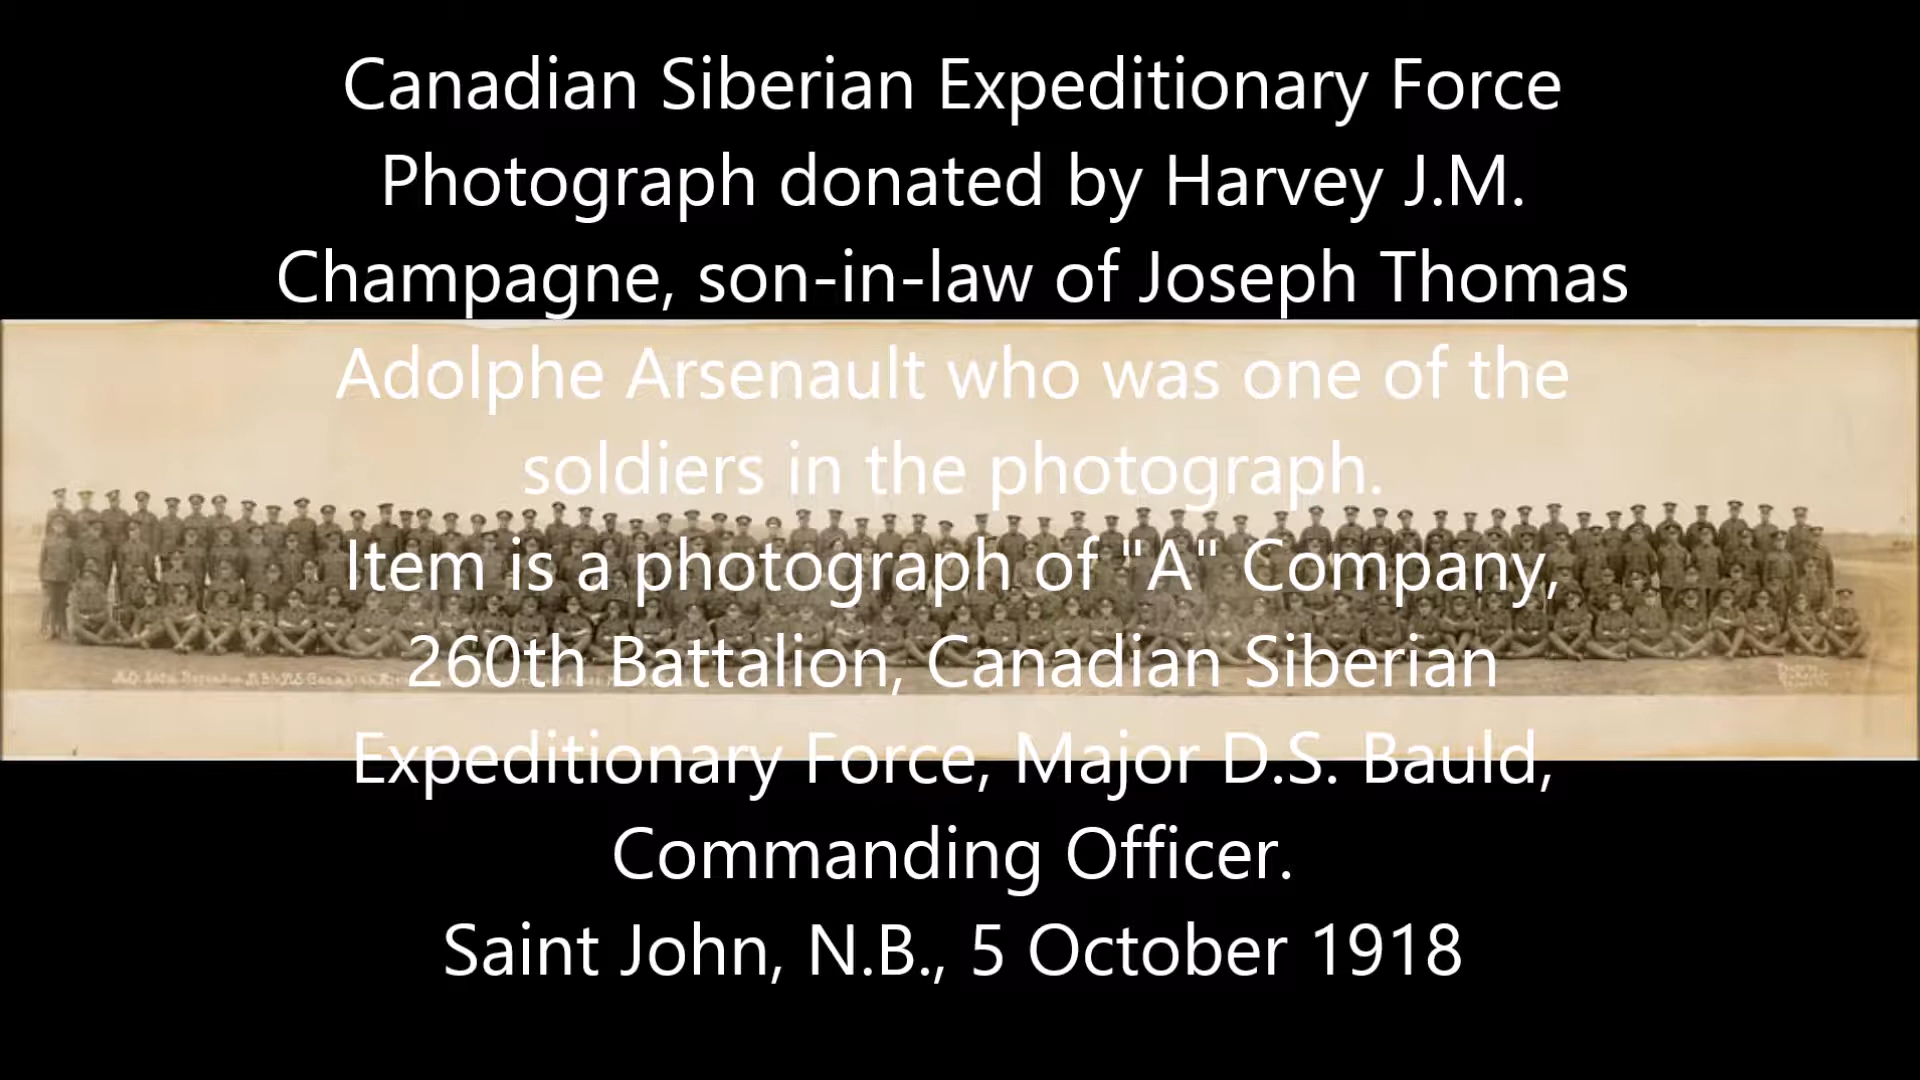 Canadian Siberian Expeditionary Force
Photograph donated by Harvey J.M.
Champagne, son-in-law of Joseph Thomas
Adolphe Arsenault who was one of the
soldiers in the photograph.
Item is a photograph of "A" Company,
260th Battalion, Canadian Siberian
Expeditionary Force, Major D.S. Bauld,
Commanding Officer.
Saint John, N.B., 5 October 1918